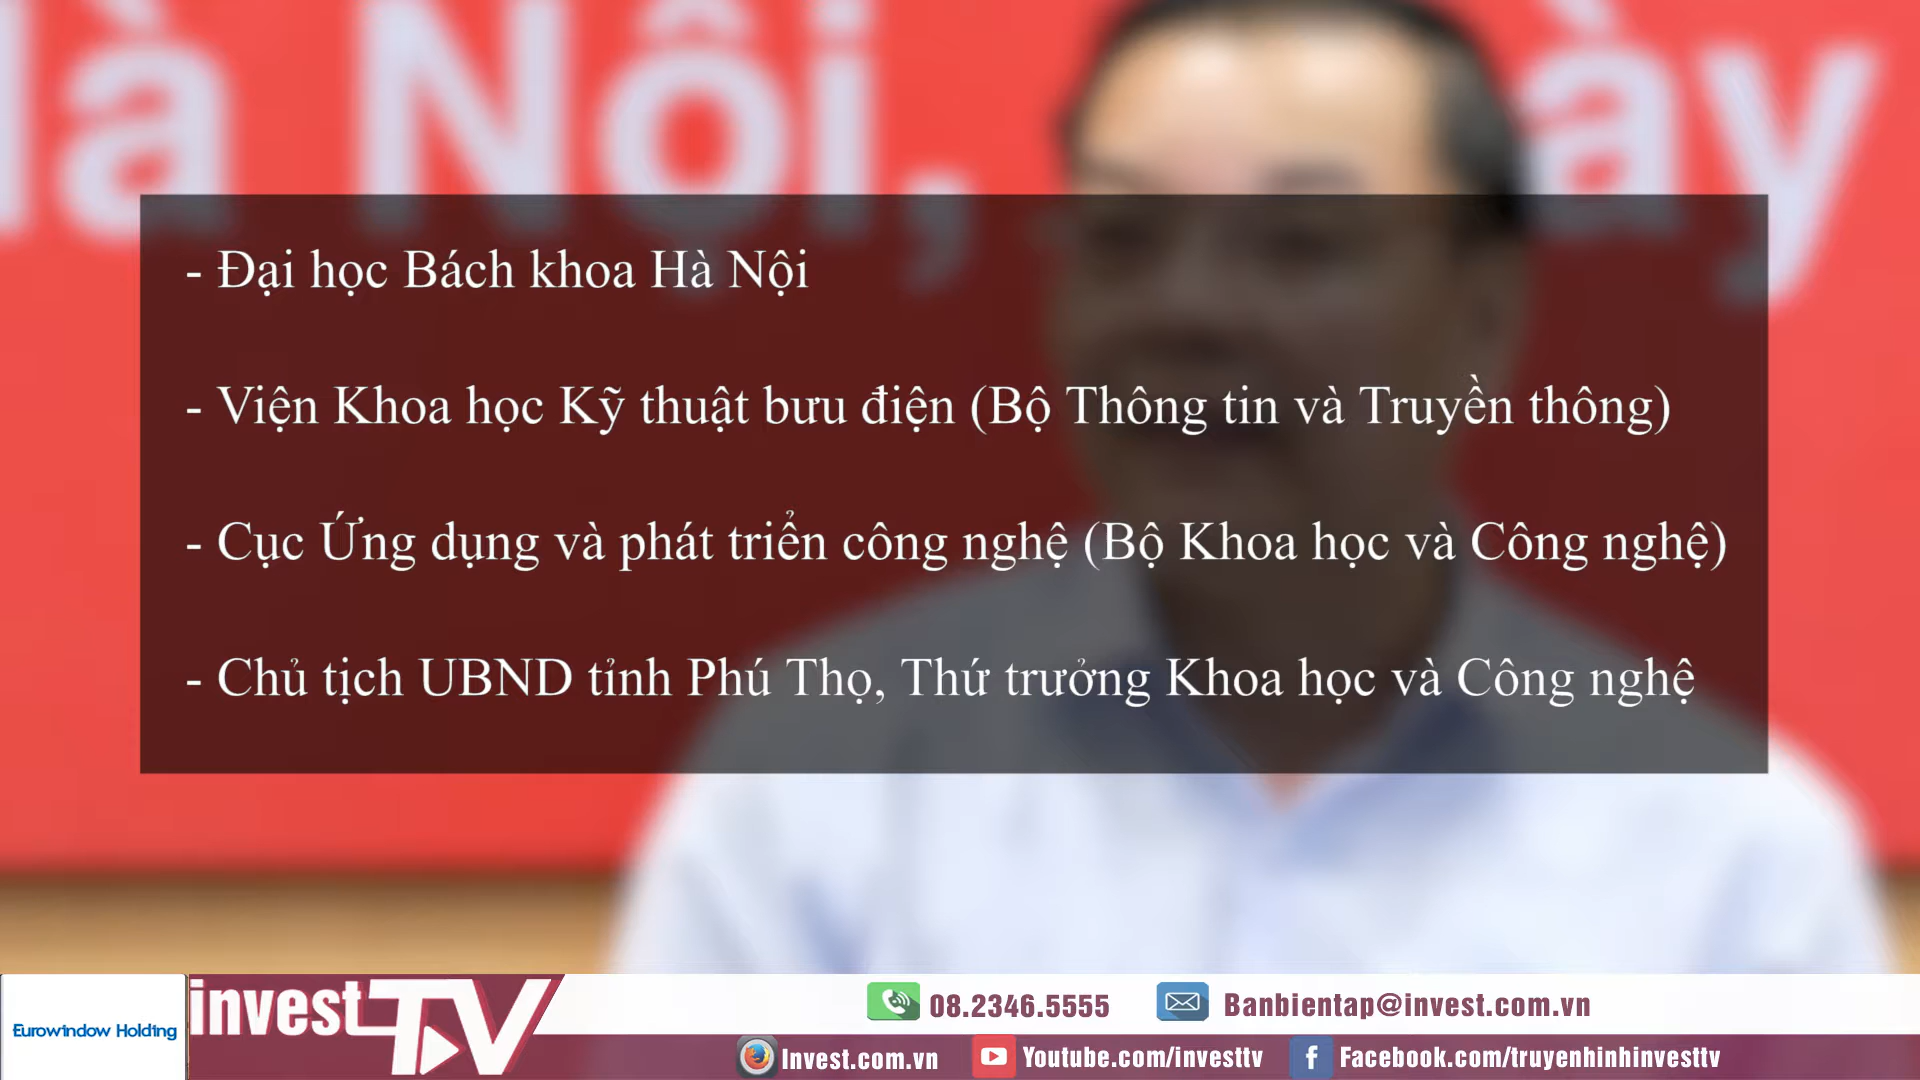 Hà Nội, ày
- Đại học Bách khoa Hà Nội
- Viện Khoa học Kỹ thuật bưu điện (Bộ Thông tin và Truyền thông)
- Cục Ứng dụng và phát triển công nghệ (Bộ Khoa học và Công nghệ)
- Chủ tịch UBND tỉnh Phú Thọ, Thứ trưởng Khoa học và Công nghệ
Eurowindow Holding
investTV
08.2346.5555 Banbientap@invest.com.vn
Invest.com.vn Youtube.com/investtv Facebook.com/truyenhinhinvesttv